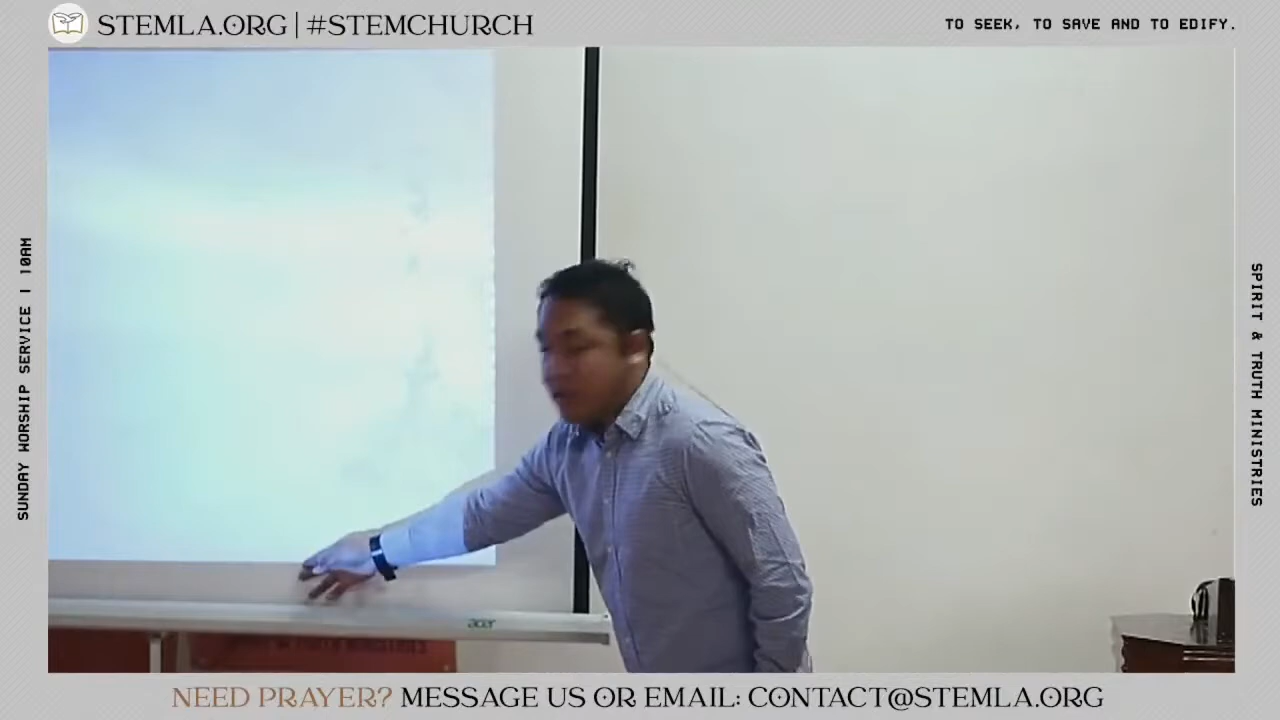 STEMLA.ORG | #STEMCHURCH
TO SEEK, TO SAVE AND TO EDIFY.
SUNDAY WORSHIP SERVICE | 10AM
SPIRIT & TRUTH MINISTRIES
acer
NEED PRAYER? MESSAGE US OR EMAIL: CONTACT@STEMLA.ORG